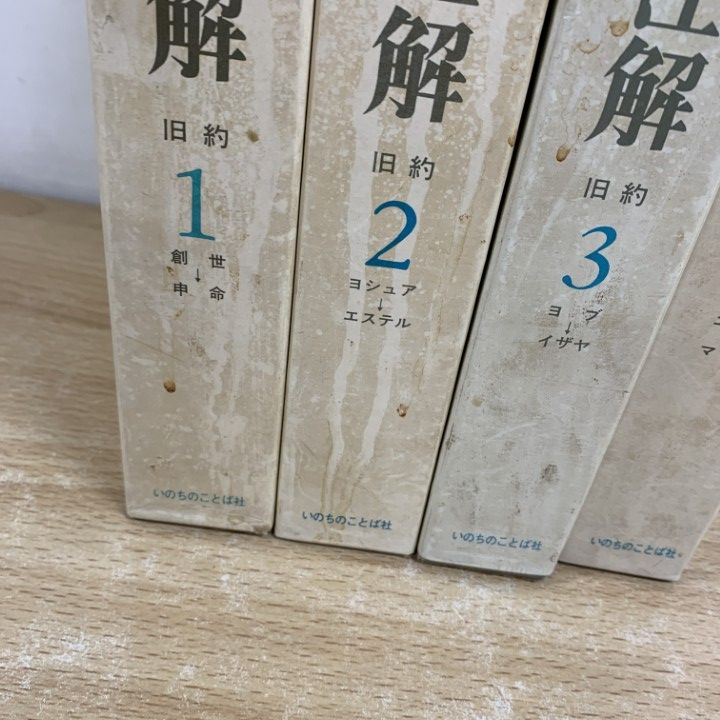 解
旧約
1
創世
↓
申命
いのちのことば社
解
旧約
2
ヨシュア
↓
エステル
いのちのことば社
註解
旧約
3
ヨブ
↓
イザヤ
いのちのことば社
マ
いのちのことば社